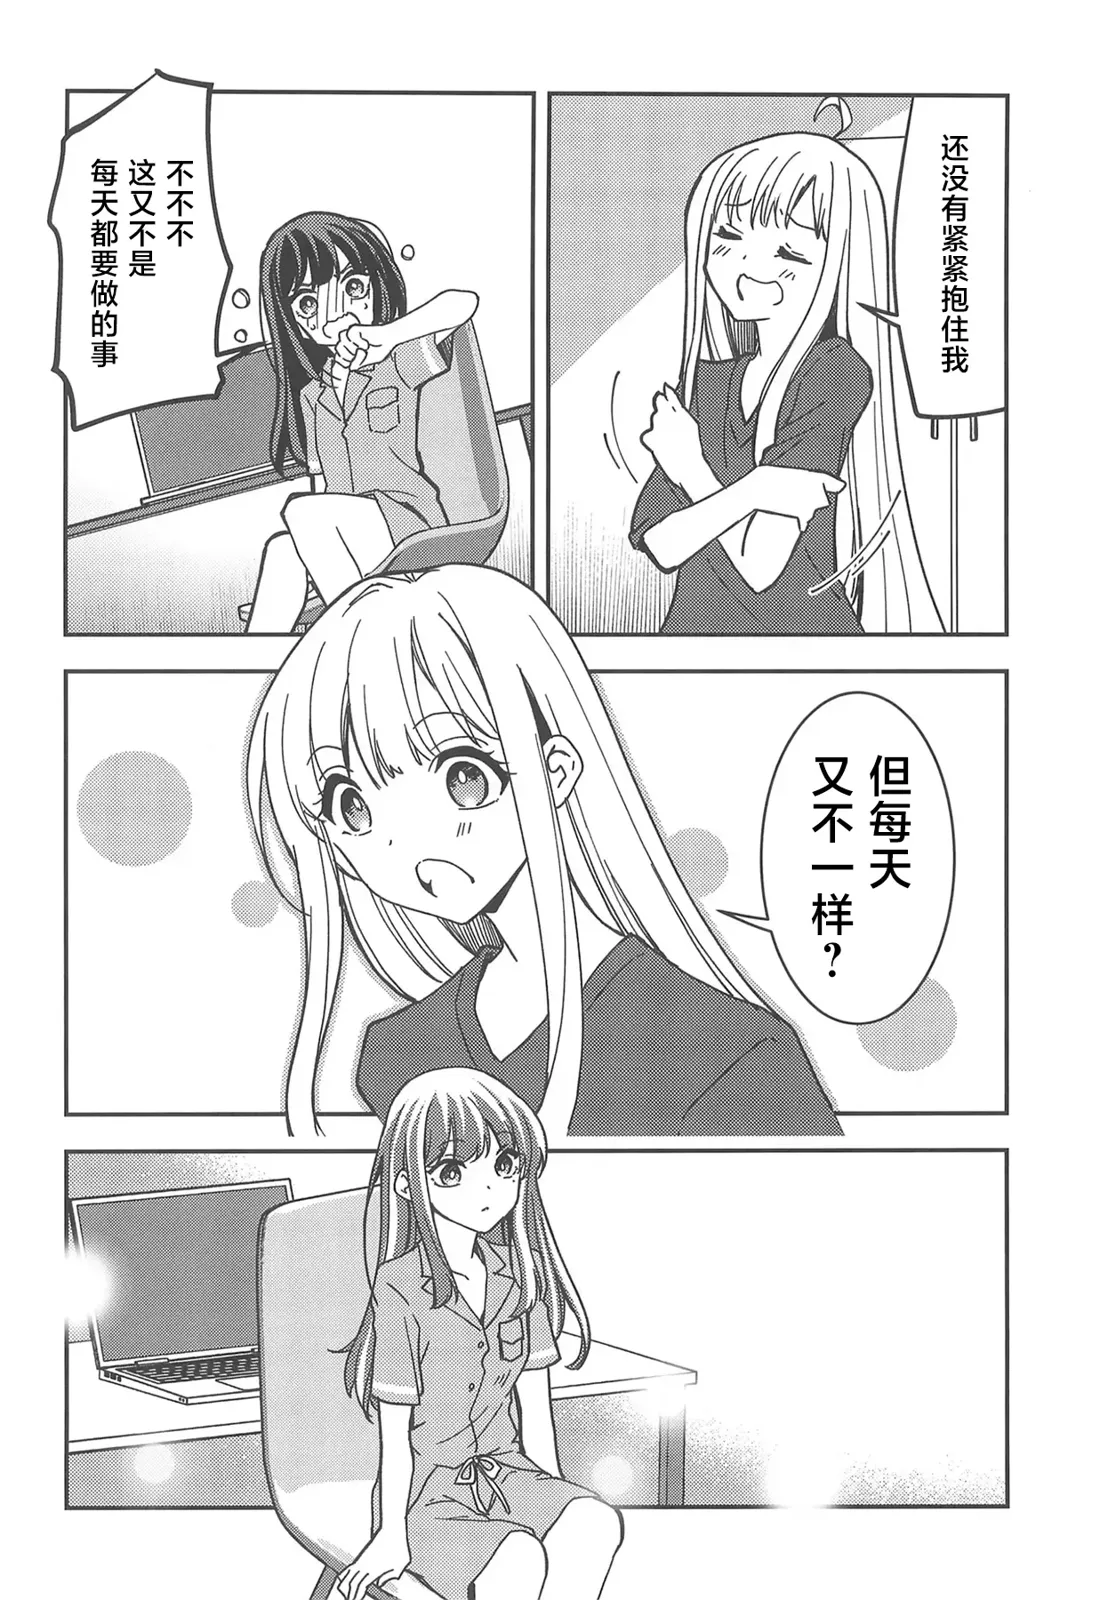 还没有紧紧抱住我
不不不
这又不是
每天都要做的事
但每天
又不一样?